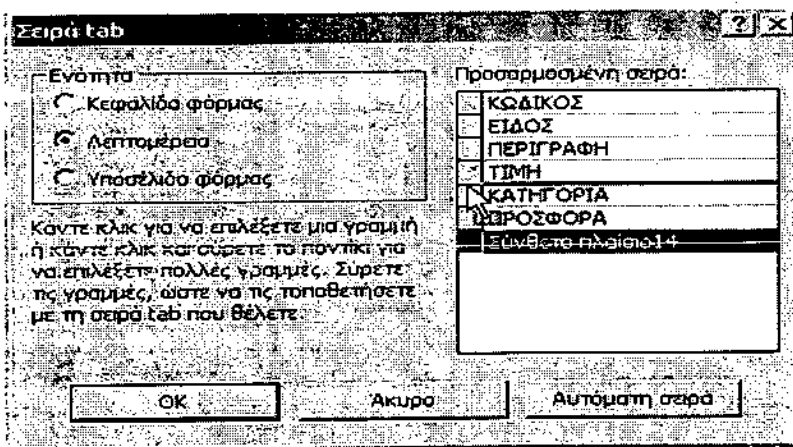 Σειρά tab
Ενότητα
Κεφαλίδα φόρμας
Λεπτομέρεια
Υποσέλιδο φόρμας
Κάντε κλικ για να επιλέξετε μια γραμμή
ή κάντε κλικ και σύρετε το ποντίκι για
να επιλέξετε πολλές γραμμές. Σύρετε
τις γραμμές, ώστε να τις τοποθετήσετε
με τη σειρά tab που θέλετε.
Προσαρμοσμένη σειρά:
ΚΩΔΙΚΟΣ
ΕΙΔΟΣ
ΠΕΡΙΓΡΑΦΗ
ΤΙΜΗ
ΚΑΤΗΓΟΡΙΑ
ΠΡΟΣΦΟΡΑ
Σύνθετο πλαίσιο14
OK
Άκυρο
Αυτόματη σειρά